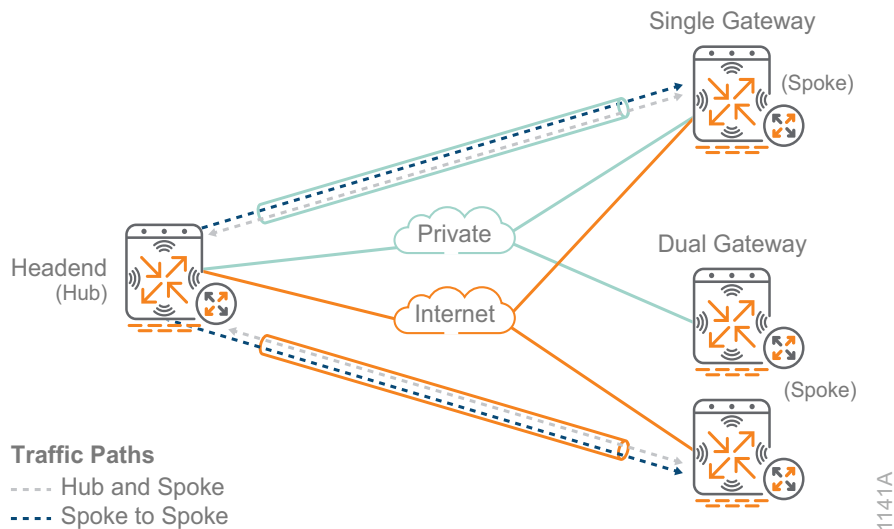 Single Gateway
(Spoke)
Private
Headend
(Hub)
Dual Gateway
Internet
(Spoke)
Traffic Paths
Hub and Spoke
Spoke to Spoke
1141A